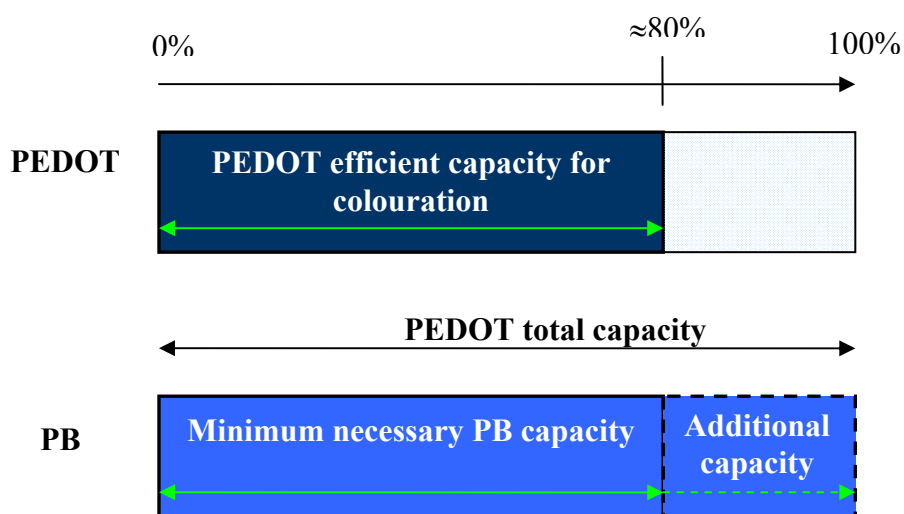 0%
≈80%
100%
PEDOT
PEDOT efficient capacity for
colouration
PEDOT total capacity
PB
Minimum necessary PB capacity
Additional
capacity